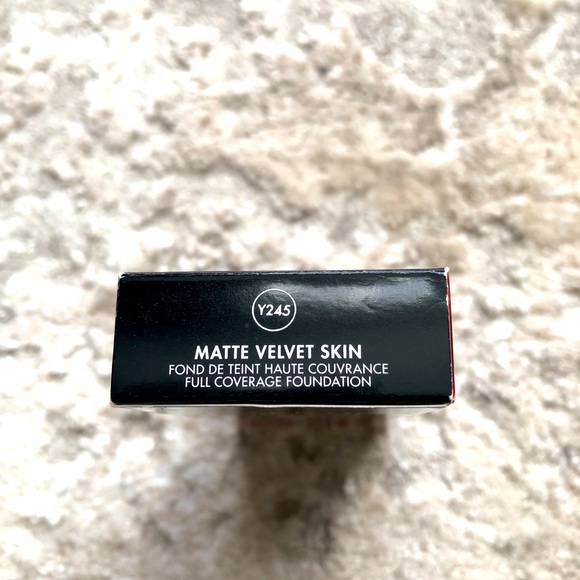 Y245
MATTE VELVET SKIN
FOND DE TEINT HAUTE COUVRANCE
FULL COVERAGE FOUNDATION